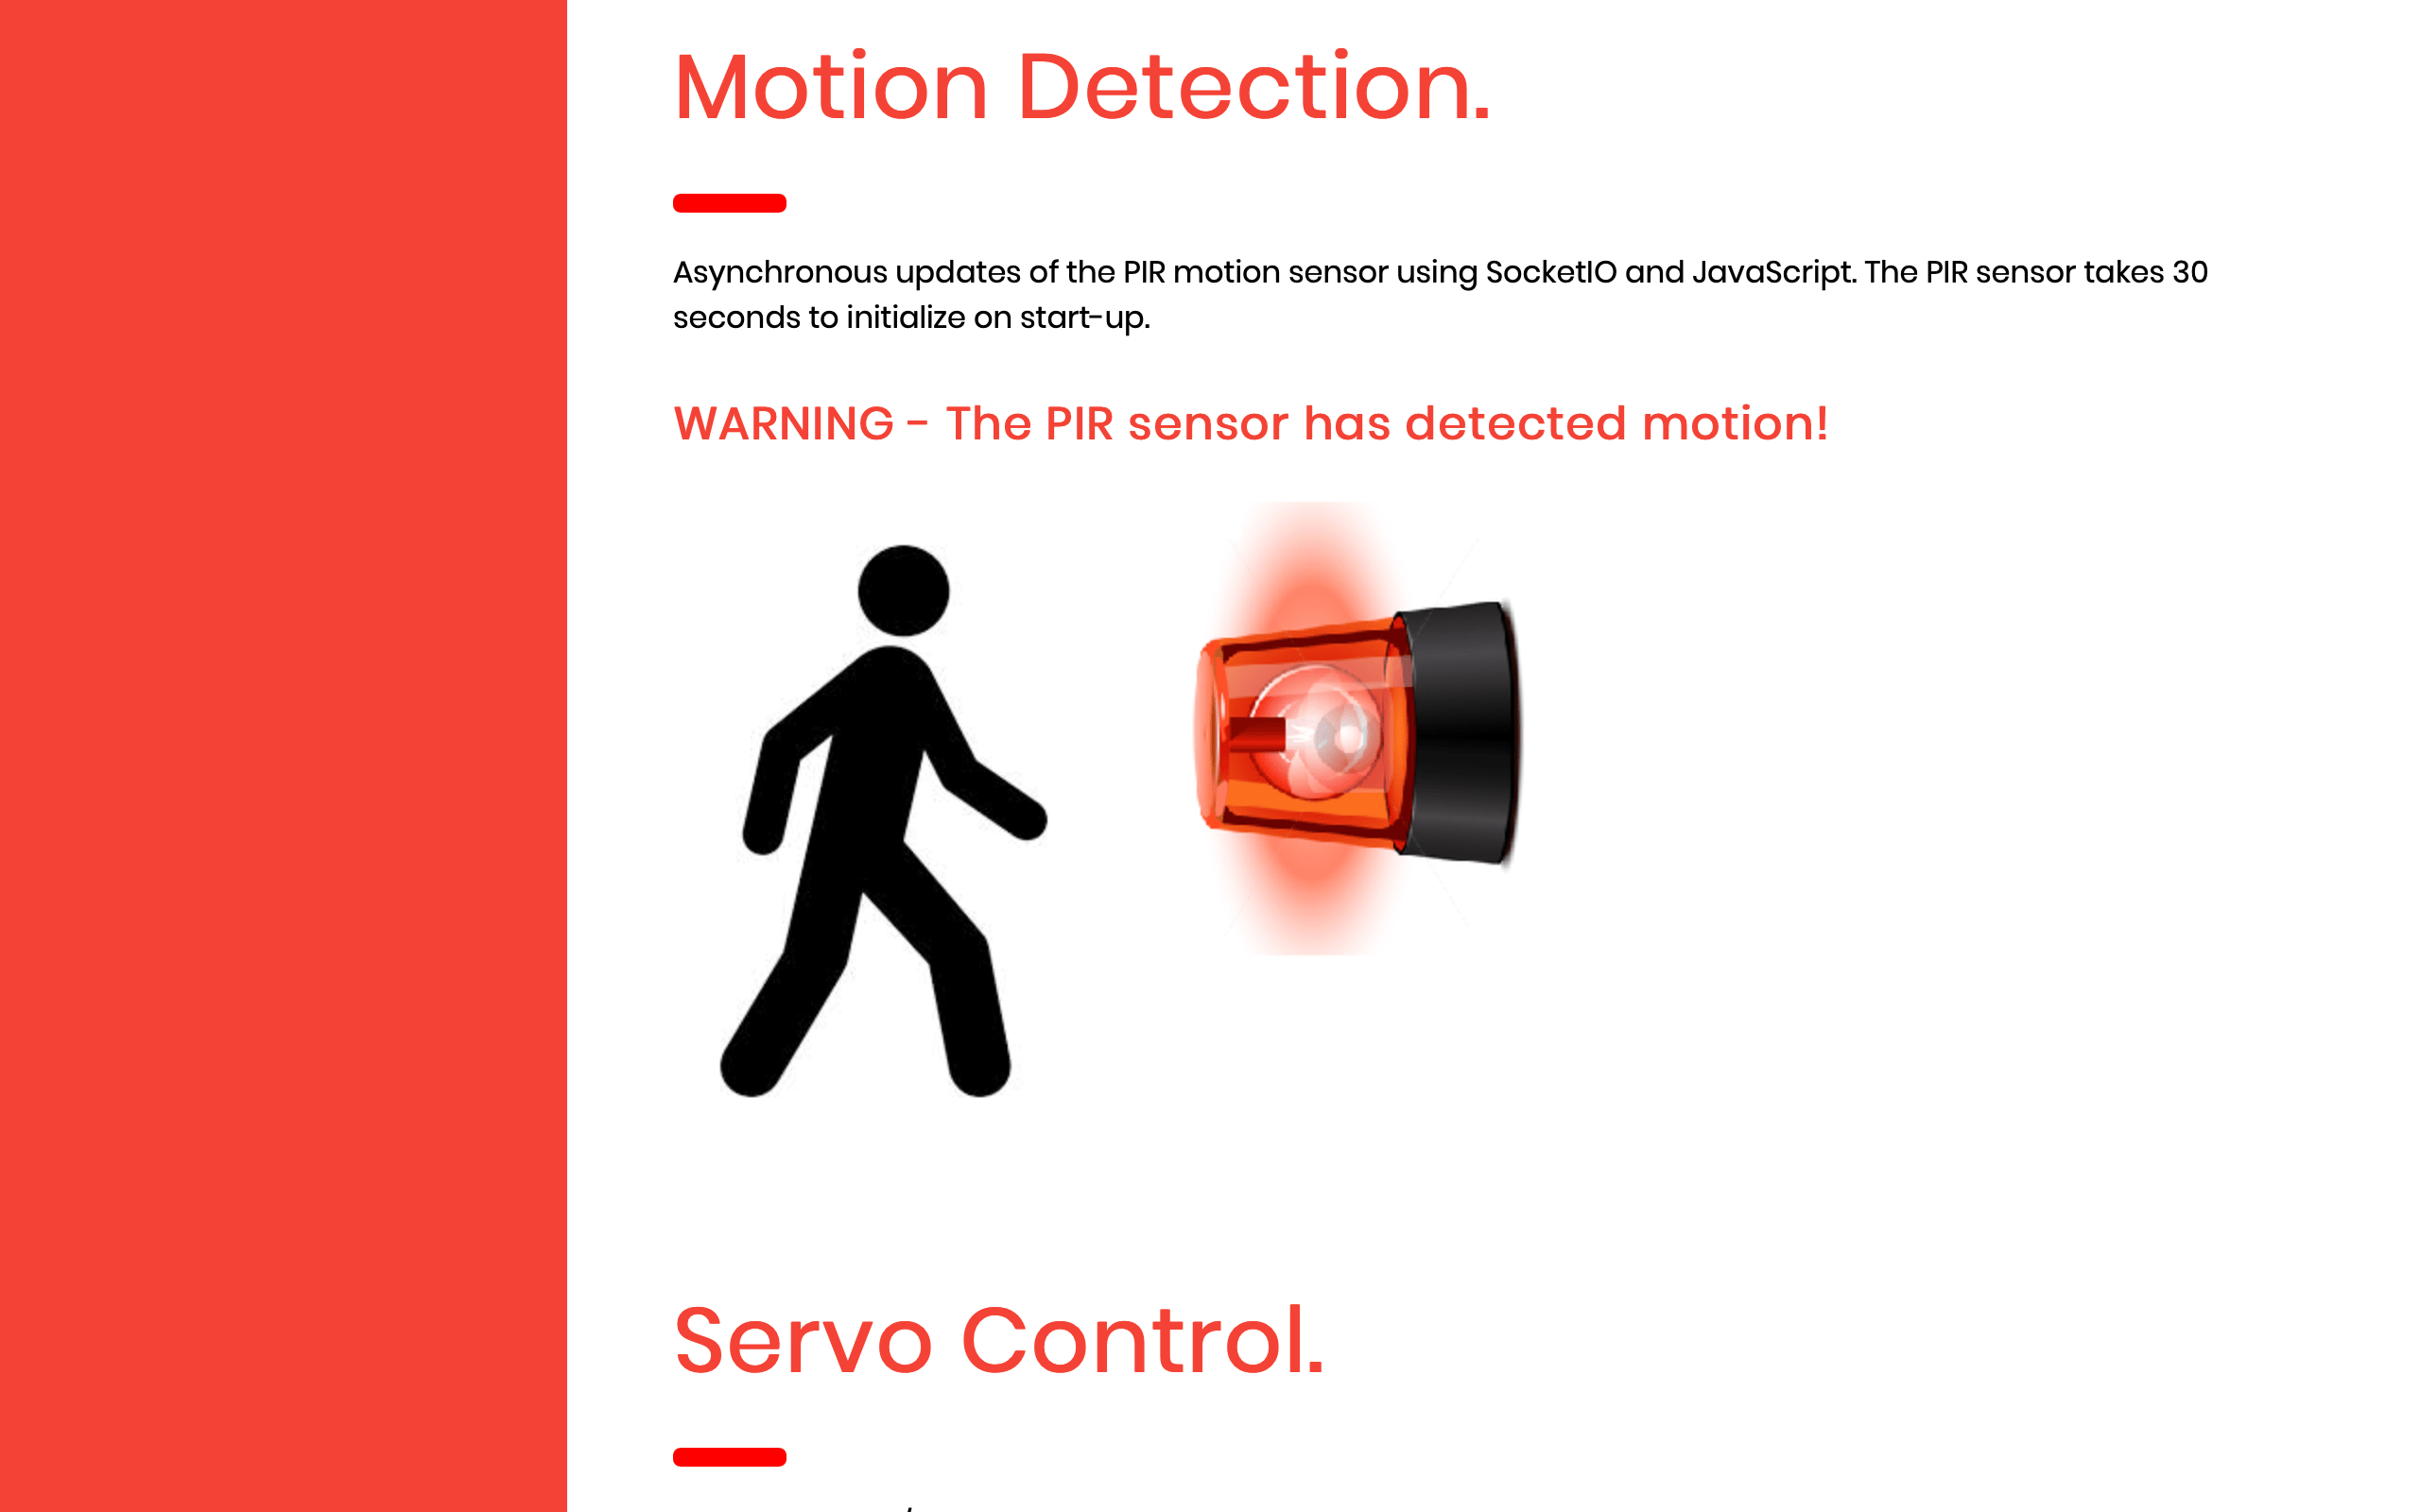 Motion Detection.
Asynchronous updates of the PIR motion sensor using SocketIO and JavaScript. The PIR sensor takes 30
seconds to initialize on start-up.
WARNING - The PIR sensor has detected motion!
Servo Control.